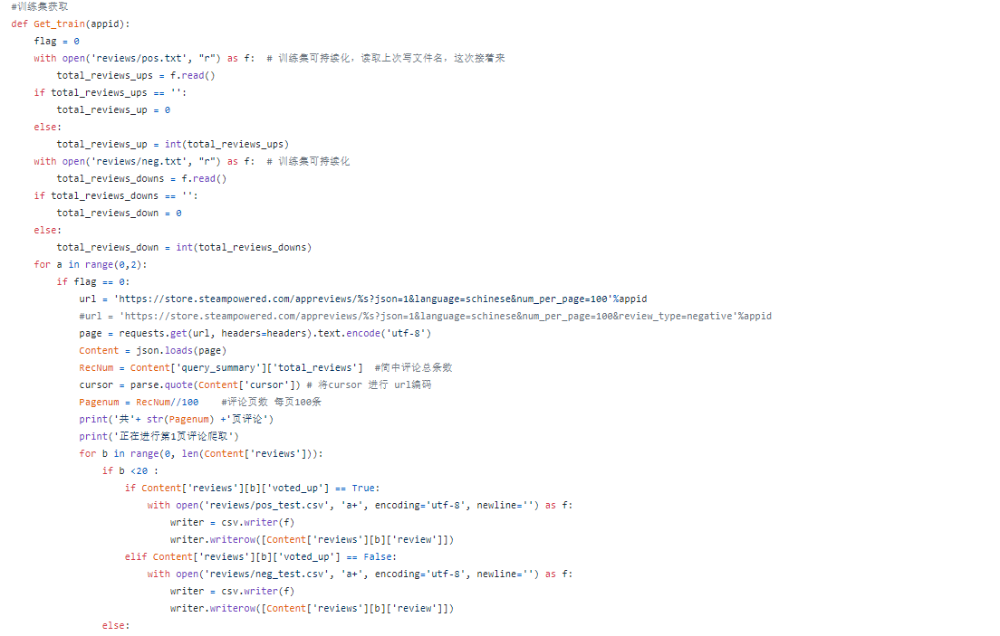 #训练集获取
def Get_train(appid):
    flag = 0
    with open('reviews/pos.txt', "r") as f:  # 训练集可持续化，读取上次写文件名，这次接着来
        total_reviews_ups = f.read()
    if total_reviews_ups == '':
        total_reviews_up = 0
    else:
        total_reviews_up = int(total_reviews_ups)
    with open('reviews/neg.txt', "r") as f:  # 训练集可持续化
        total_reviews_downs = f.read()
    if total_reviews_downs == '':
        total_reviews_down = 0
    else:
        total_reviews_down = int(total_reviews_downs)
    for a in range(0,2):
        if flag == 0:
            url = 'https://store.steampowered.com/appreviews/%s?json=1&language=schinese&num_per_page=100'%appid
            #url = 'https://store.steampowered.com/appreviews/%s?json=1&language=schinese&num_per_page=100&review_type=negative'%appid
            page = requests.get(url, headers=headers).text.encode('utf-8')
            Content = json.loads(page)
            RecNum = Content['query_summary']['total_reviews']  #简中评论总条数
            cursor = parse.quote(Content['cursor']) # 将cursor 进行 url编码
            Pagenum = RecNum//100    #评论页数 每页100条
            print('共'+ str(Pagenum) +'页评论')
            print('正在进行第1页评论爬取')
            for b in range(0, len(Content['reviews'])):
                if b <20 :
                    if Content['reviews'][b]['voted_up'] == True:
                        with open('reviews/pos_test.csv', 'a+', encoding='utf-8', newline='') as f:
                            writer = csv.writer(f)
                            writer.writerow([Content['reviews'][b]['review']])
                    elif Content['reviews'][b]['voted_up'] == False:
                        with open('reviews/neg_test.csv', 'a+', encoding='utf-8', newline='') as f:
                            writer = csv.writer(f)
                            writer.writerow([Content['reviews'][b]['review']])
                else: